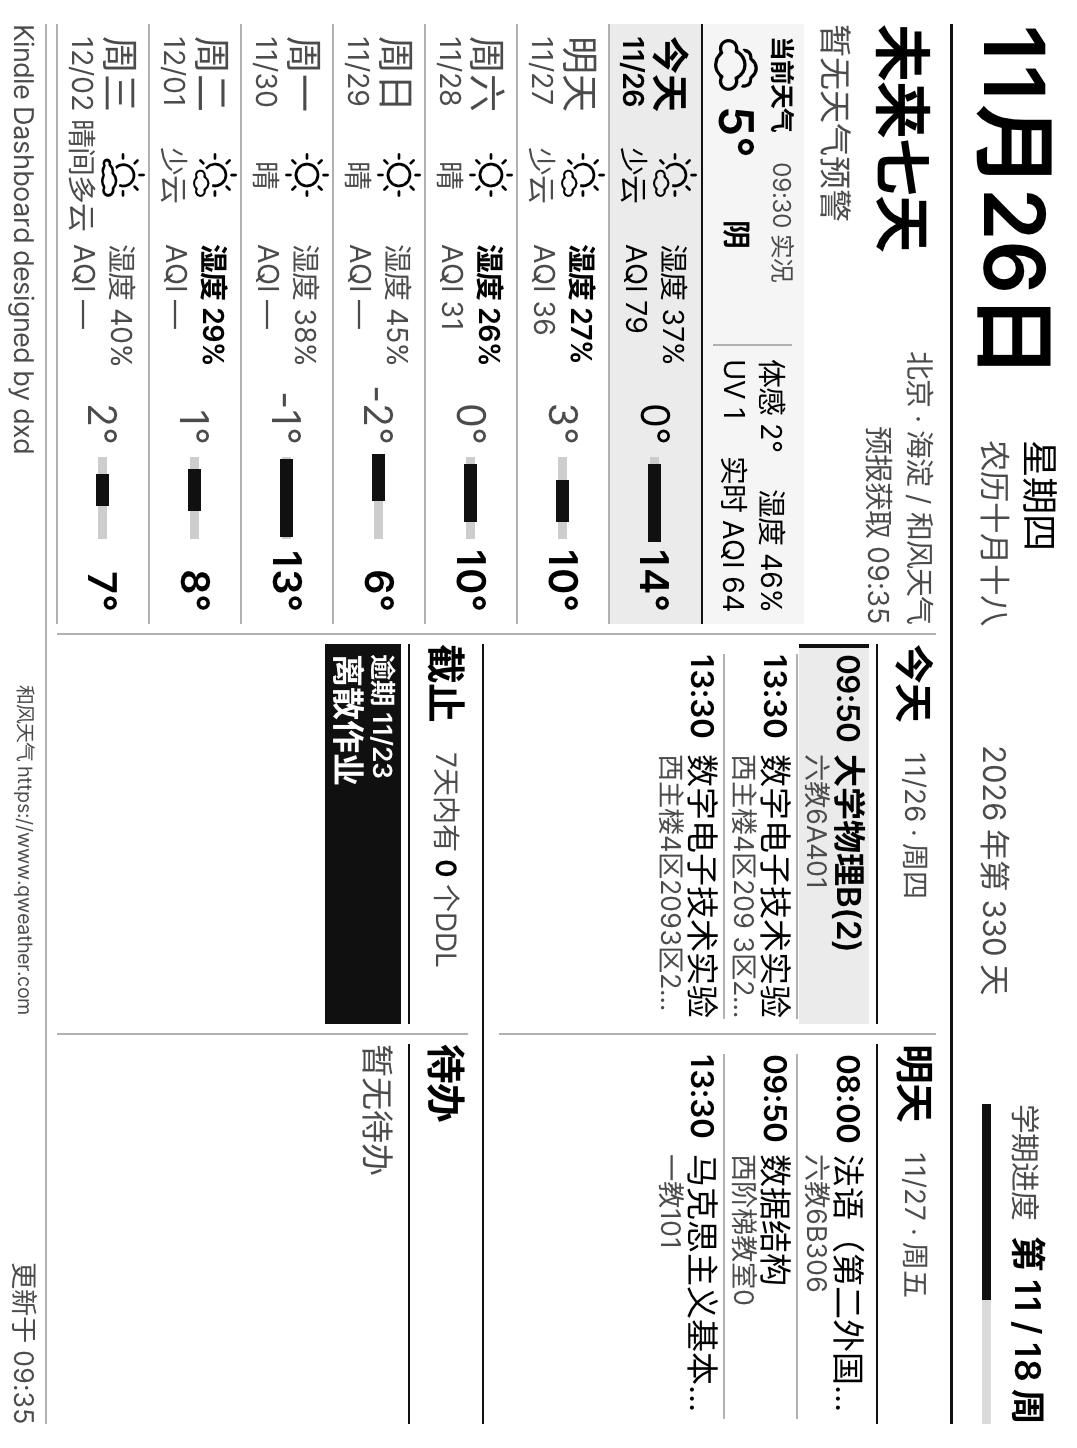 11月26日
星期四
农历十月十八
2026 年第 330 天
学期进度 第 11 / 18 周
未来七天
北京 · 海淀 / 和风天气
预报获取 09:35
暂无天气预警
当前天气 09:30 实况
5° 阴
体感 2° 湿度 46%
UV 1 实时 AQI 64
今天 湿度 37%
11/26 少云 AQI 79 0° 14°
明天 湿度 27%
11/27 少云 AQI 36 3° 10°
周六 湿度 26%
11/28 晴 AQI 31 0° 10°
周日 湿度 45%
11/29 晴 AQI — -2° 6°
周一 湿度 38%
11/30 晴 AQI — -1° 13°
周二 湿度 29%
12/01 少云 AQI — 1° 8°
周三 湿度 40%
12/02 晴间多云 AQI — 2° 7°
今天 11/26 · 周四
09:50 大学物理B(2)
六教6A401
13:30 数字电子技术实验
西主楼4区209 3区2...
13:30 数字电子技术实验
西主楼4区2093区2...
明天 11/27 · 周五
08:00 法语（第二外国...
六教6B306
09:50 数据结构
西阶梯教室0
13:30 马克思主义基本...
一教101
截止 7天内有 0 个DDL
逾期 11/23
离散作业
待办
暂无待办
Kindle Dashboard designed by dxd
和风天气 https://www.qweather.com
更新于 09:35